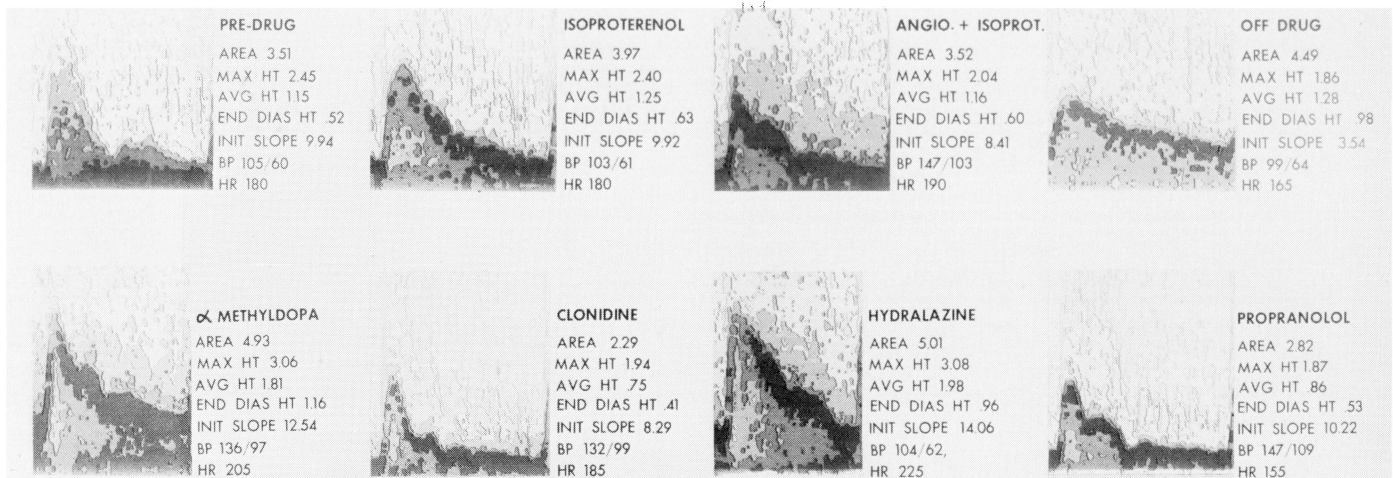 PRE-DRUG
AREA 3.51
MAX HT 2.45
AVG HT 1.15
END DIAS HT .52
INIT SLOPE 9.94
BP 105/60
HR 180
ISOPROTERENOL
AREA 3.97
MAX HT 2.40
AVG HT 1.25
END DIAS HT .63
INIT SLOPE 9.92
BP 103/61
HR 180
ANGIO. + ISOPROT.
AREA 3.52
MAX HT 2.04
AVG HT 1.16
END DIAS HT .60
INIT SLOPE 8.41
BP 147/103
HR 190
OFF DRUG
AREA 4.49
MAX HT 1.86
AVG HT 1.28
END DIAS HT .98
INIT SLOPE 3.54
BP 99/64
HR 165
α METHYLDOPA
AREA 4.93
MAX HT 3.06
AVG HT 1.81
END DIAS HT 1.16
INIT SLOPE 12.54
BP 136/97
HR 205
CLONIDINE
AREA 2.29
MAX HT 1.94
AVG HT .75
END DIAS HT .41
INIT SLOPE 8.29
BP 132/99
HR 185
HYDRALAZINE
AREA 5.01
MAX HT 3.08
AVG HT 1.98
END DIAS HT .96
INIT SLOPE 14.06
BP 104/62,
HR 225
PROPRANOLOL
AREA 2.82
MAX HT 1.87
AVG HT .86
END DIAS HT .53
INIT SLOPE 10.22
BP 147/109
HR 155